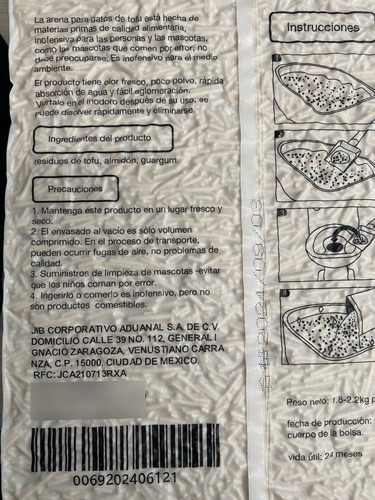 La arena para datos de tofu está hecha de
materias primas de calidad alimentaria,
inofensiva para las personas y las mascotas,
como las mascotas que comen por error, no
debe preocuparse. Es inofensivo para el medio
ambiente.
El producto tiene olor fresco, poco polvo, rápida
absorción de agua y fácil aglomeración.
Viértalo en el inodoro después de su uso, se
puede disolver rápidamente y eliminarse.
Ingredientes del producto
residuos de tofu, almidón, guargum.
Precauciones
1. Mantenga este producto en un lugar fresco y
seco.
2. El envasado al vacío es sólo volumen
comprimido. En el proceso de transporte,
pueden ocurrir fugas de aire, no problemas de
calidad.
3. Suministros de limpieza de mascotas -evitar
que los niños coman por error.
4. Ingerirlo o comerlo es inofensivo, pero no
son productos comestibles.
J/B CORPORATIVO ADUANAL S.A. DE C.V.
DOMICILIO CALLE 39 NO. 112, GENERAL I
GNACIO ZARAGOZA, VENUSTIANO CARRA
NZA, C.P. 15000, CIUDAD DE MEXICO.
RFC: JCA210713RXA
0069202406121
Instrucciones
1
2
3
4
Peso neto: 1.8-2.2kg
fecha de producción:
cuerpo de la bolsa.
vida útil: 24 meses